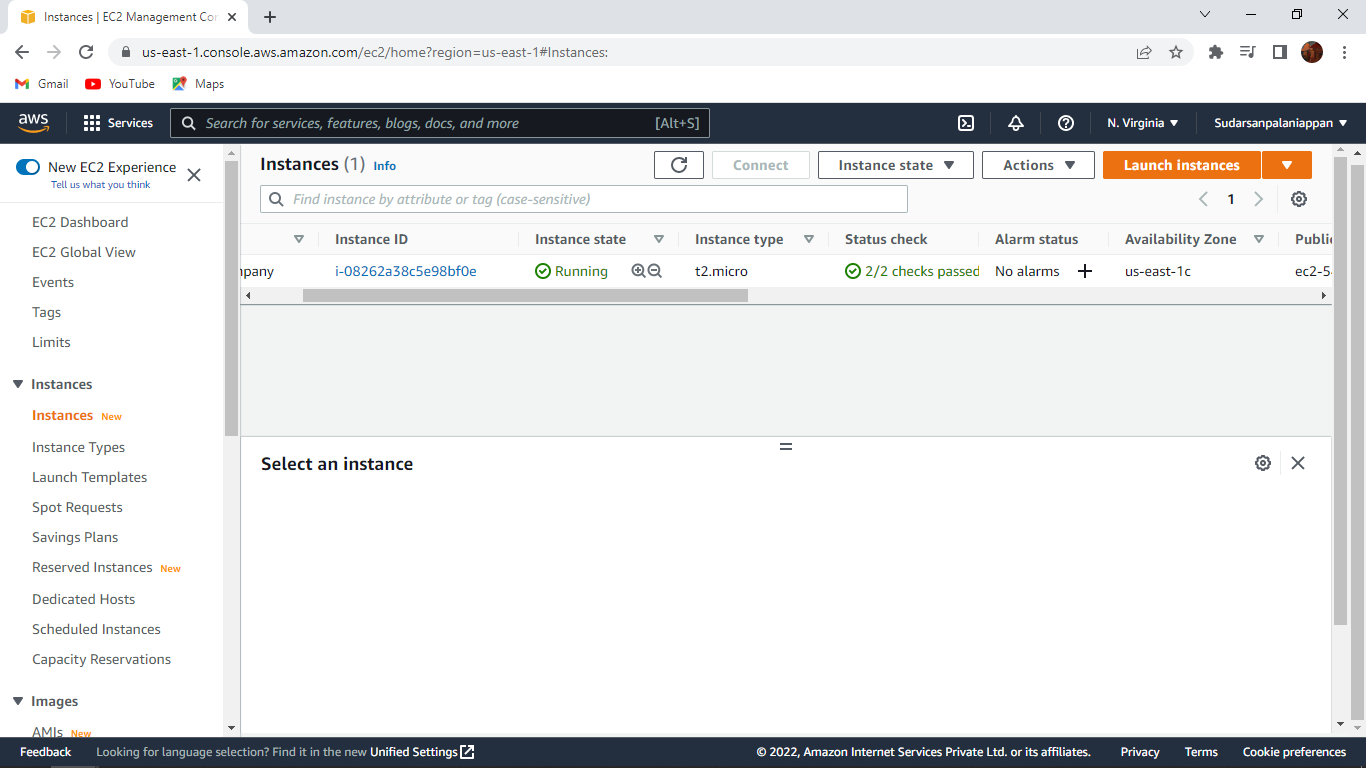 Instances | EC2 Management Con
us-east-1.console.aws.amazon.com/ec2/home?region=us-east-1#Instances:
Gmail YouTube Maps
aws Services Search for services, features, blogs, docs, and more [Alt+S] N. Virginia Sudarsanpalaniappan
New EC2 Experience
Tell us what you think
EC2 Dashboard
EC2 Global View
Events
Tags
Limits
Instances
Instances New
Instance Types
Launch Templates
Spot Requests
Savings Plans
Reserved Instances New
Dedicated Hosts
Scheduled Instances
Capacity Reservations
Images
AMIs New
Instances (1) Info Connect Instance state Actions Launch instances
Find instance by attribute or tag (case-sensitive) 1
Instance ID Instance state Instance type Status check Alarm status Availability Zone Public
mpany i-08262a38c5e98bf0e Running t2.micro 2/2 checks passed No alarms + us-east-1c ec2-54
Select an instance
Feedback Looking for language selection? Find it in the new Unified Settings © 2022, Amazon Internet Services Private Ltd. or its affiliates. Privacy Terms Cookie preferences